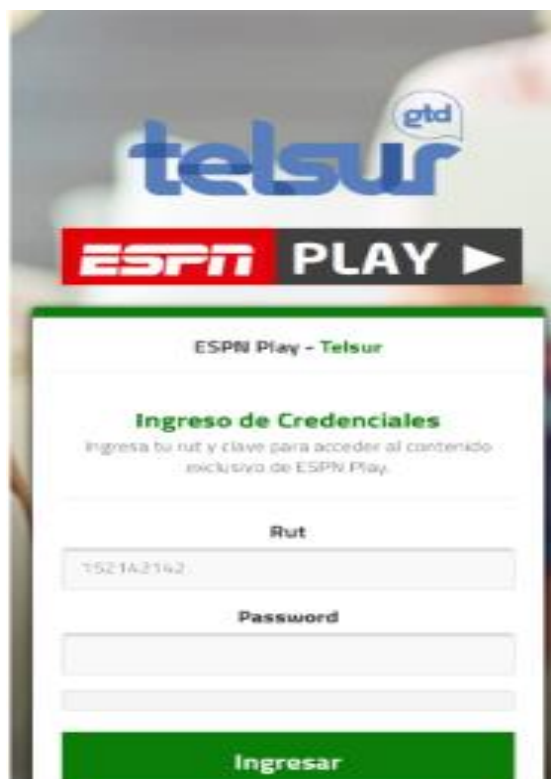 gtd
telsur
ESPN PLAY
ESPN Play - Telsur
Ingreso de Credenciales
Ingresa tu rut y clave para acceder al contenido
exclusivo de ESPN Play.
Rut
152142142
Password
Ingresar